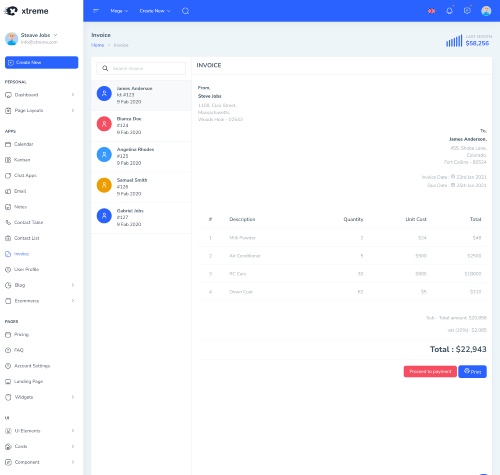 xtreme
Mega
Create New
Steave Jobs
info@xtreme.com
Invoice
Home
Invoice
LAST MONTH
$58,256
Create New
PERSONAL
Dashboard
Page Layouts
APPS
Calendar
Kanban
Chat Apps
Email
Notes
Contact Table
Contact List
Invoice
User Profile
Blog
Ecommerce
PAGES
Pricing
FAQ
Account Settings
Landing Page
Widgets
UI
UI Elements
Cards
Component
Search Invoice
James Anderson
Id: #123
9 Feb 2020
Bianca Doe
#124
9 Feb 2020
Angelina Rhodes
#125
9 Feb 2020
Samuel Smith
#126
9 Feb 2020
Gabriel Jobs
#127
9 Feb 2020
INVOICE
From,
Steve Jobs
1108, Clair Street,
Massachusetts,
Woods Hole - 02543
To,
James Anderson,
455, Shobe Lane,
Colorado,
Fort Collins - 80524
Invoice Date : 23rd Jan 2021
Due Date : 25th Jan 2021
# Description Quantity Unit Cost Total
1 Milk Powder 2 $24 $48
2 Air Conditioner 5 $500 $2500
3 RC Cars 30 $600 $18000
4 Down Coat 62 $5 $310
Sub - Total amount: $20,858
vat (10%) : $2,085
Total : $22,943
Proceed to payment
Print